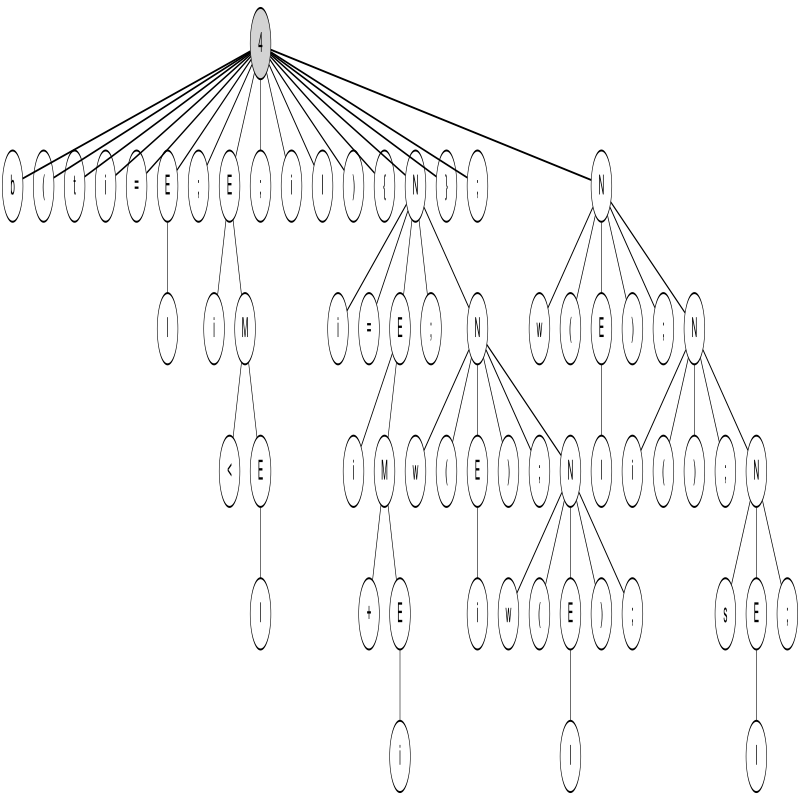 4
b ( t i = E ; E ; i l ) { N } ; N
l i M i = E ; N w ( E ) ; N
< E i M w ( E ) ; N l i ( ) ; N
l + E i w ( E ) ; s E ;
i l l